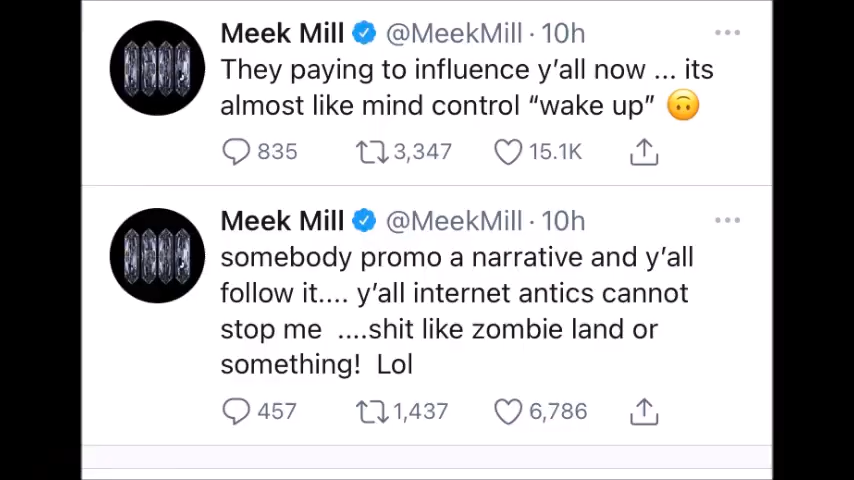 Meek Mill @MeekMill · 10h
They paying to influence y’all now ... its
almost like mind control “wake up” 🙃
835 3,347 15.1K
Meek Mill @MeekMill · 10h
somebody promo a narrative and y’all
follow it.... y’all internet antics cannot
stop me ....shit like zombie land or
something! Lol
457 1,437 6,786